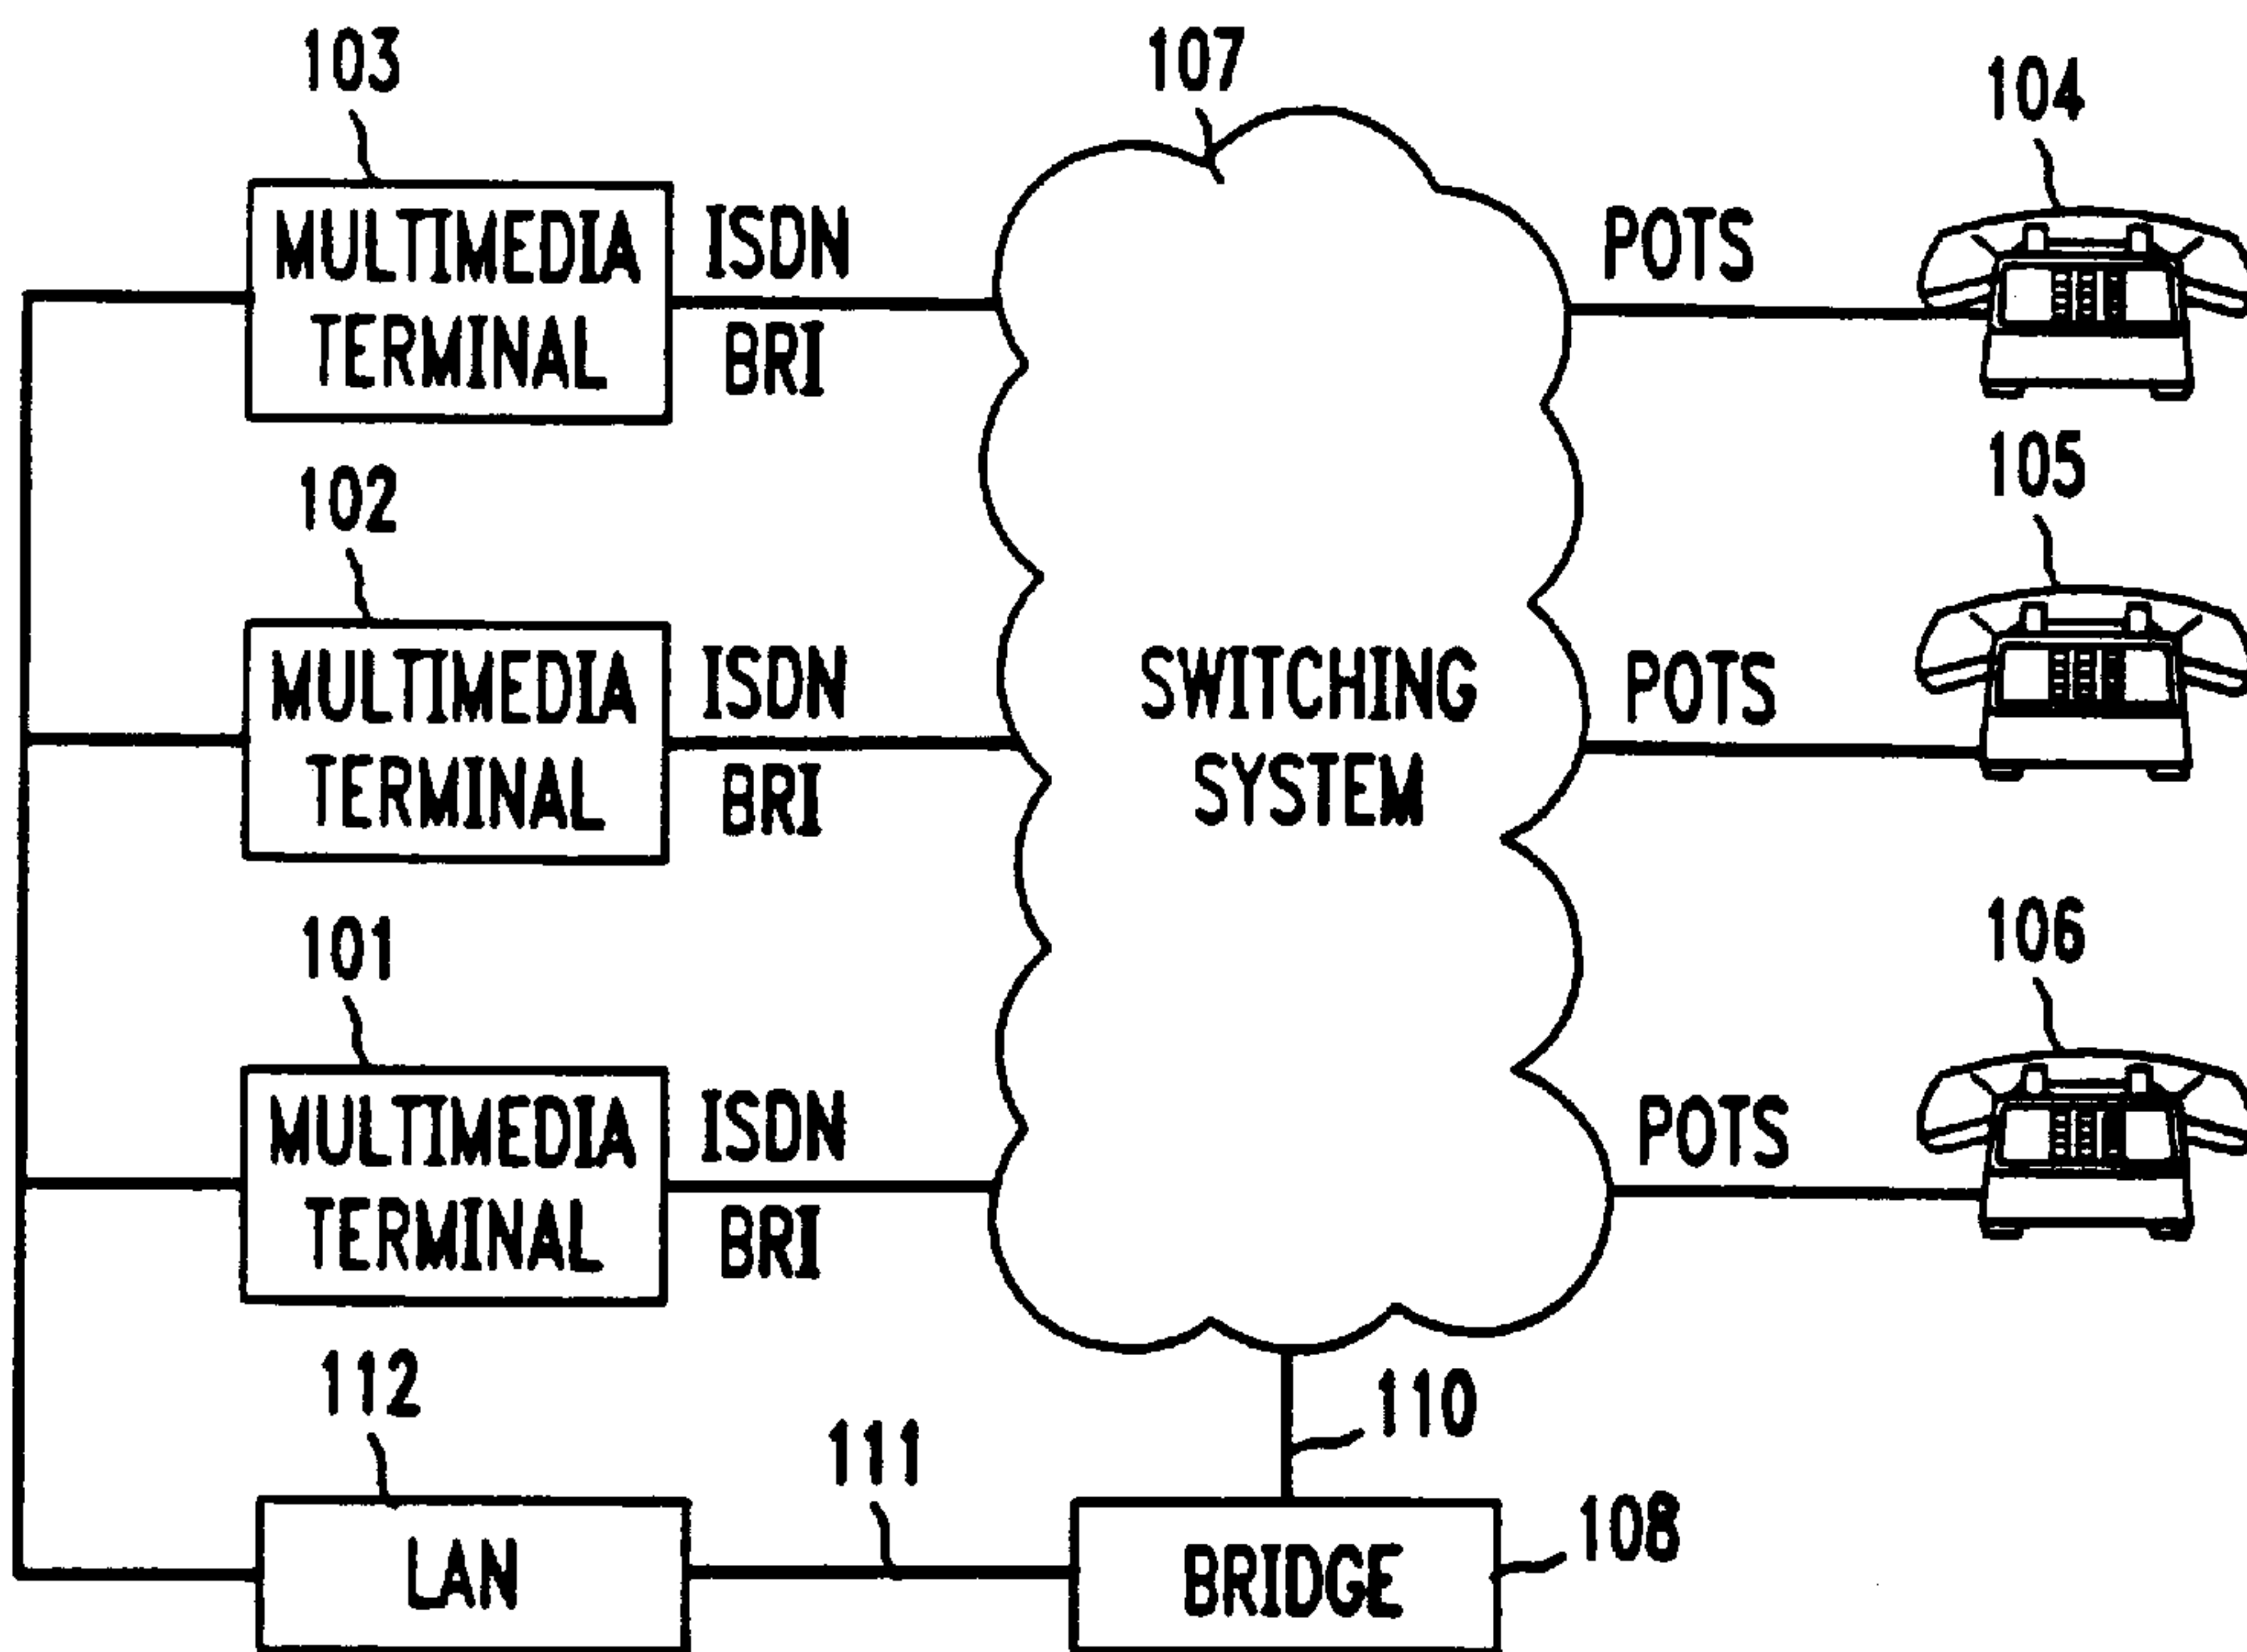 103
107
104
MULTIMEDIA
TERMINAL
ISDN
BRI
POTS
102
105
MULTIMEDIA
TERMINAL
ISDN
BRI
SWITCHING
SYSTEM
POTS
101
106
MULTIMEDIA
TERMINAL
ISDN
BRI
POTS
112
111
110
LAN
BRIDGE
108